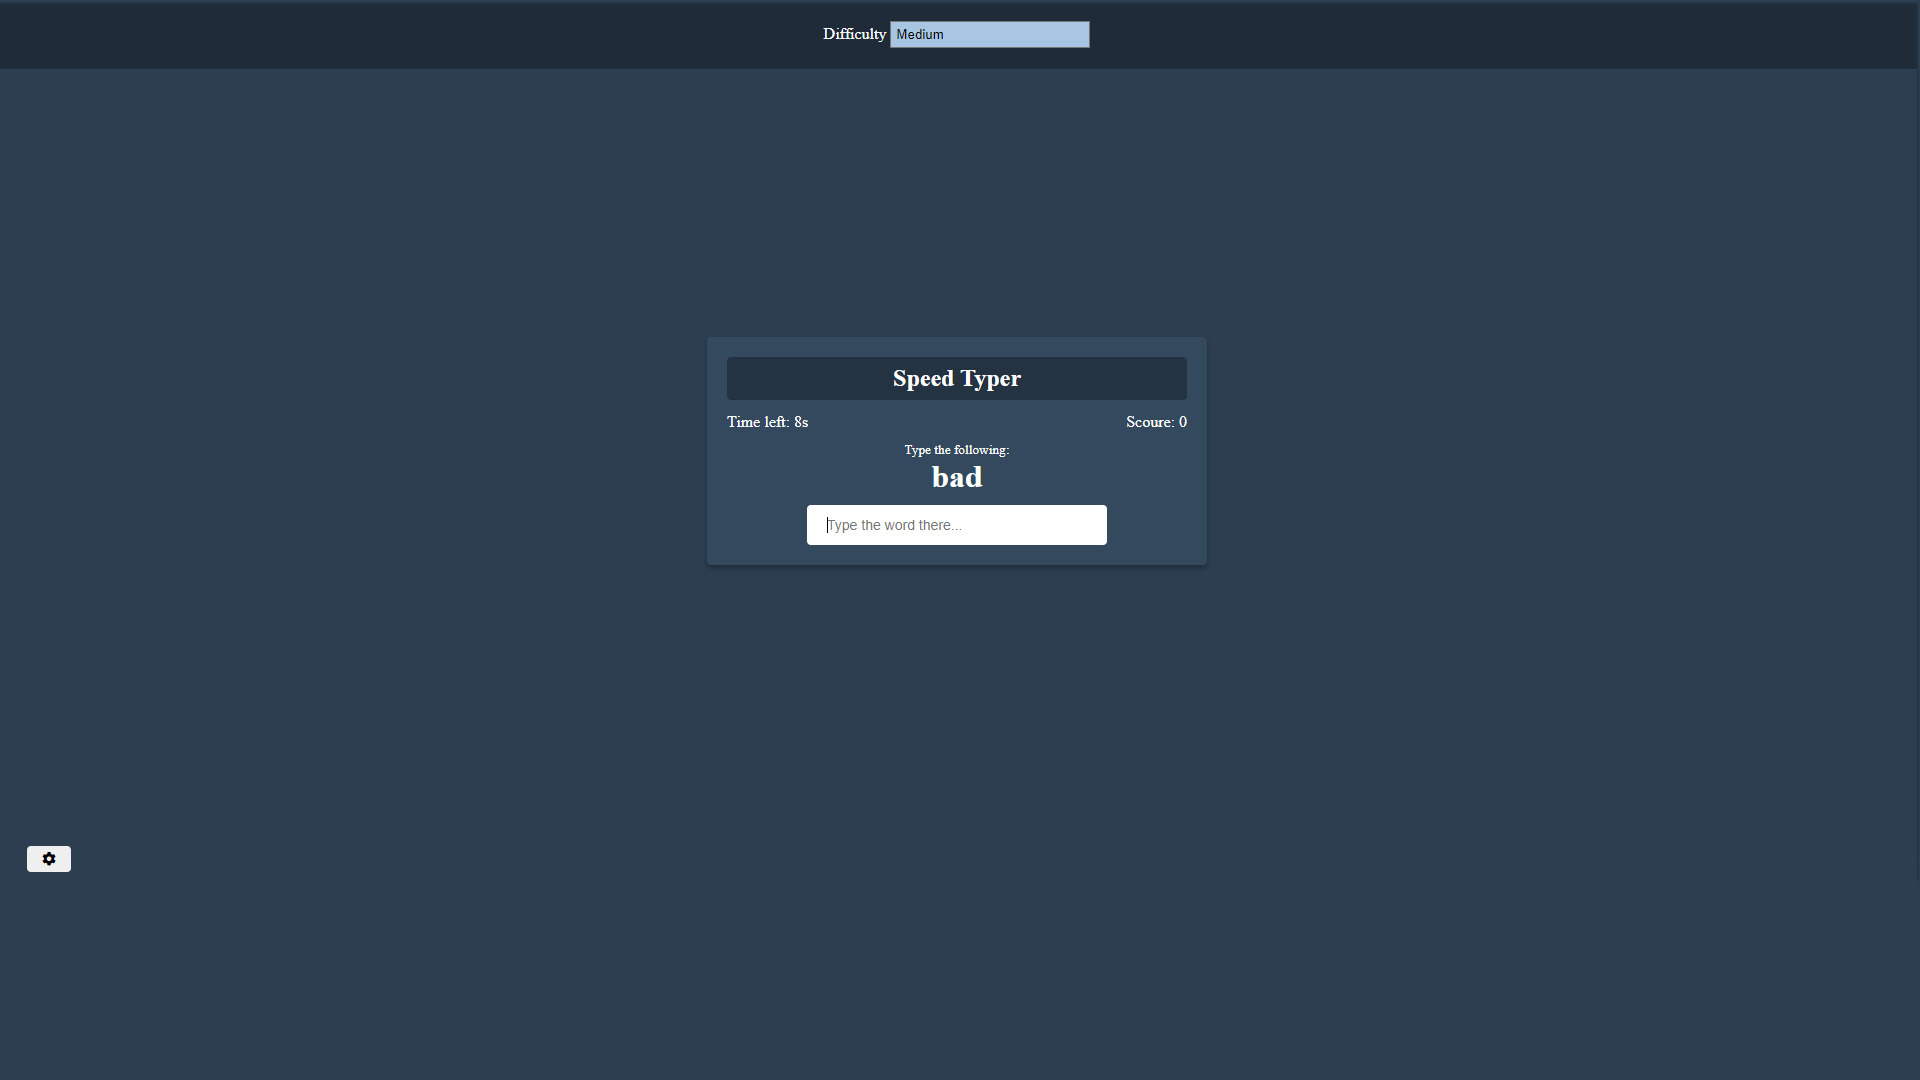 Difficulty Medium
Speed Typer
Time left: 8s Scoure: 0
Type the following:
bad
Type the word there...